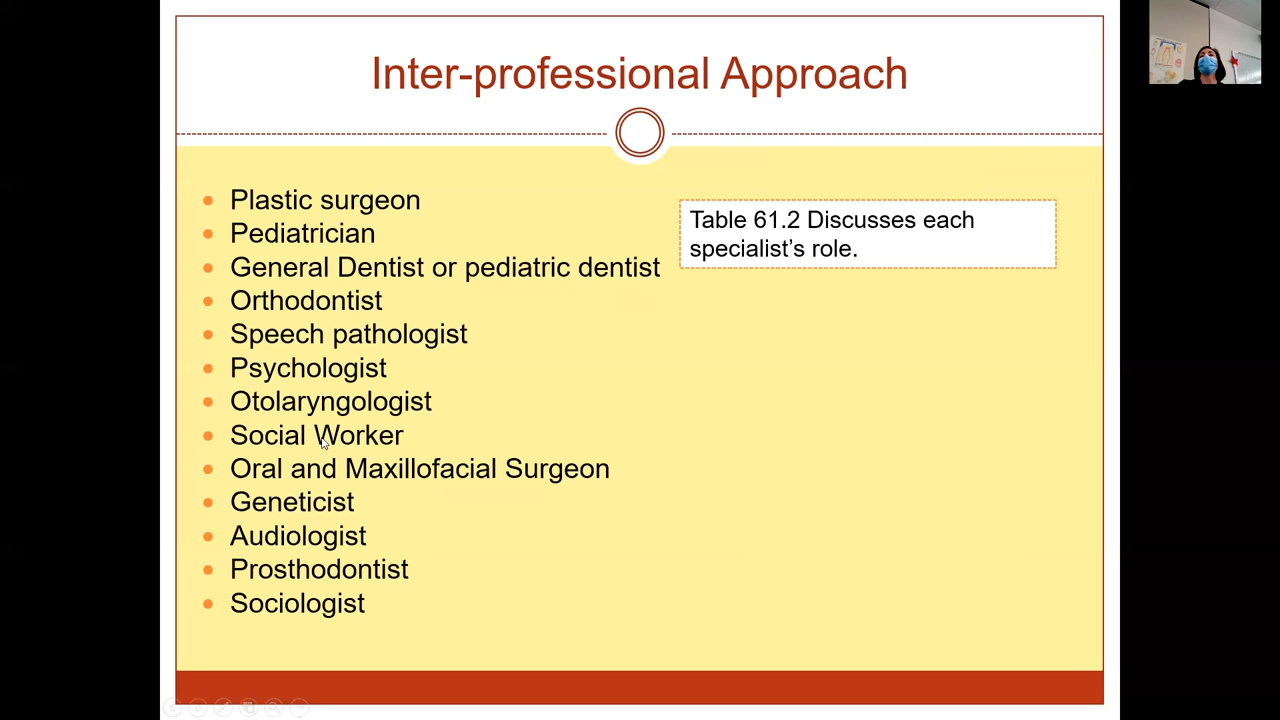 Inter-professional Approach
Plastic surgeon
Pediatrician
General Dentist or pediatric dentist
Orthodontist
Speech pathologist
Psychologist
Otolaryngologist
Social Worker
Oral and Maxillofacial Surgeon
Geneticist
Audiologist
Prosthodontist
Sociologist
Table 61.2 Discusses each
specialist’s role.